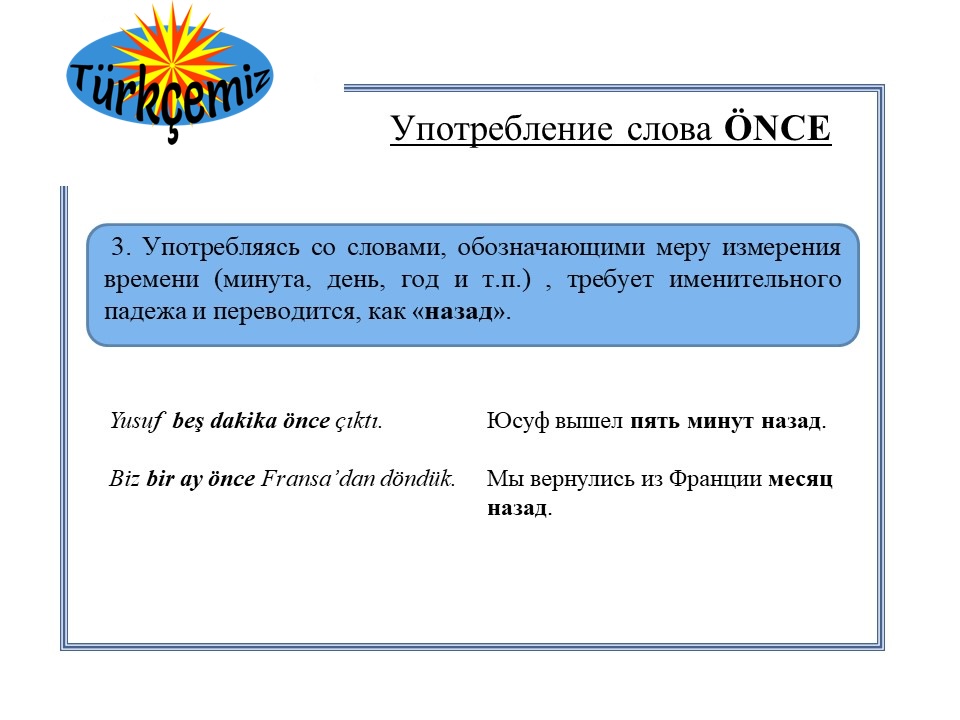 Türkçemiz
Употребление слова ÖNCE
3. Употребляясь со словами, обозначающими меру измерения
времени (минута, день, год и т.п.) , требует именительного
падежа и переводится, как «назад».
Yusuf beş dakika önce çıktı.
Юсуф вышел пять минут назад.
Biz bir ay önce Fransa’dan döndük.
Мы вернулись из Франции месяц
назад.